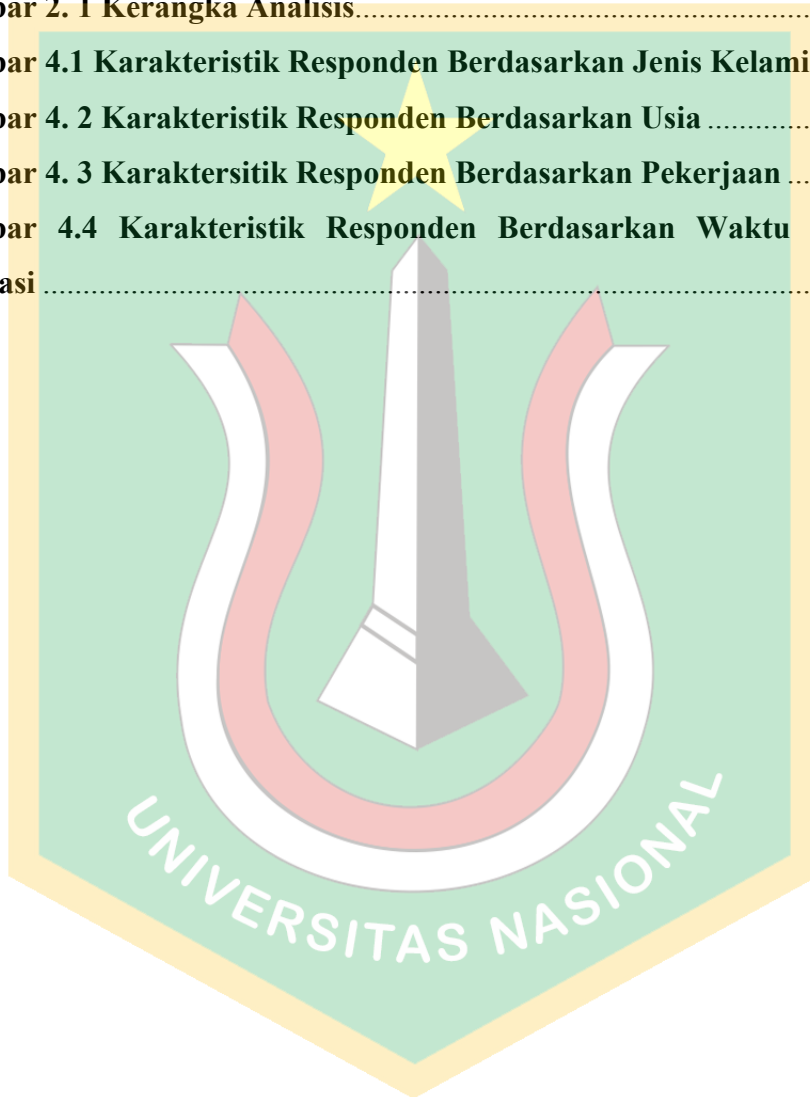 bar 2. 1 Kerangka Analisis................................................................................
bar 4.1 Karakteristik Responden Berdasarkan Jenis Kelami
bar 4. 2 Karakteristik Responden Berdasarkan Usia .............
bar 4. 3 Karaktersitik Responden Berdasarkan Pekerjaan ...
bar 4.4 Karakteristik Responden Berdasarkan Waktu
asi ..........................................................................................................
UNIVERSITAS NASIONAL